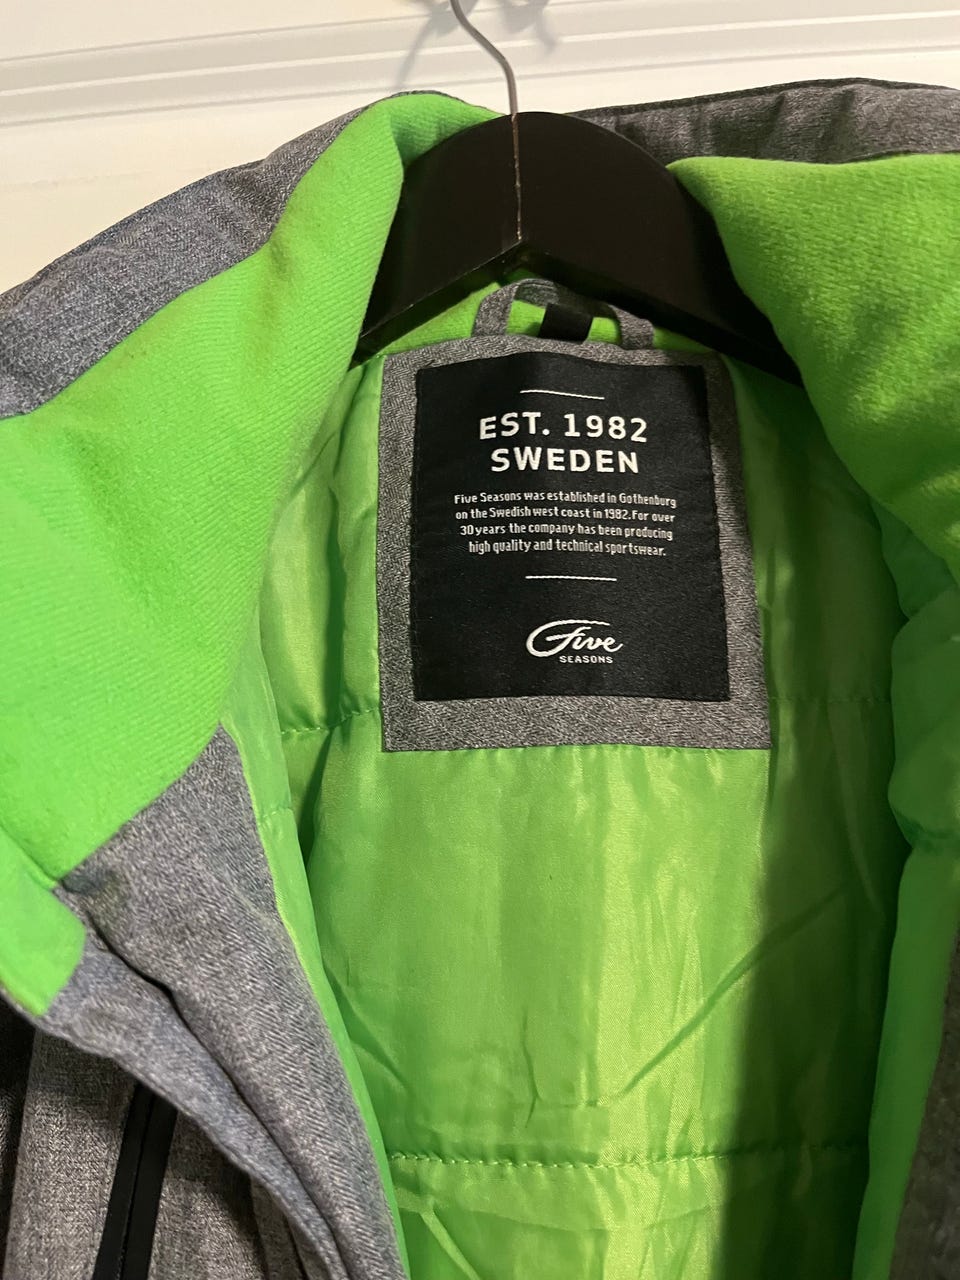 EST. 1982
SWEDEN
Five Seasons was established in Gothenburg
on the Swedish west coast in 1982. For over
30 years the company has been producing
high quality and technical sportswear.
Five
SEASONS